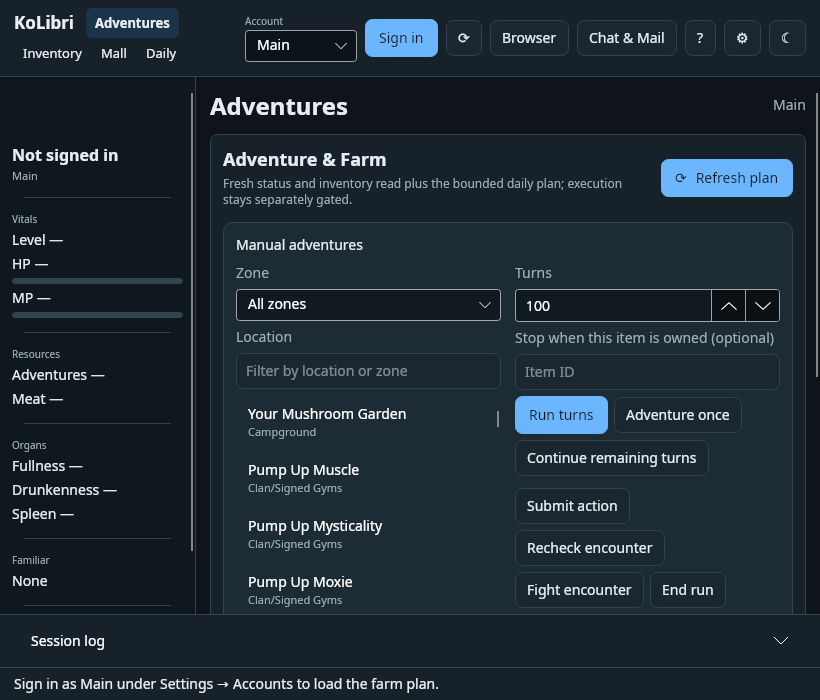 KoLibri
Adventures
Inventory
Mall
Daily
Account
Main
Sign in
⟳
Browser
Chat & Mail
?
⚙
☾
Not signed in
Main
Vitals
Level —
HP —
MP —
Resources
Adventures —
Meat —
Organs
Fullness —
Drunkenness —
Spleen —
Familiar
None
Adventures
Main
Adventure & Farm
Fresh status and inventory read plus the bounded daily plan; execution
stays separately gated.
⟳ Refresh plan
Manual adventures
Zone
All zones
Turns
100
Location
Filter by location or zone
Stop when this item is owned (optional)
Item ID
Your Mushroom Garden
Campground
Pump Up Muscle
Clan/Signed Gyms
Pump Up Mysticality
Clan/Signed Gyms
Pump Up Moxie
Clan/Signed Gyms
Run turns
Adventure once
Continue remaining turns
Submit action
Recheck encounter
Fight encounter
End run
Session log
Sign in as Main under Settings → Accounts to load the farm plan.